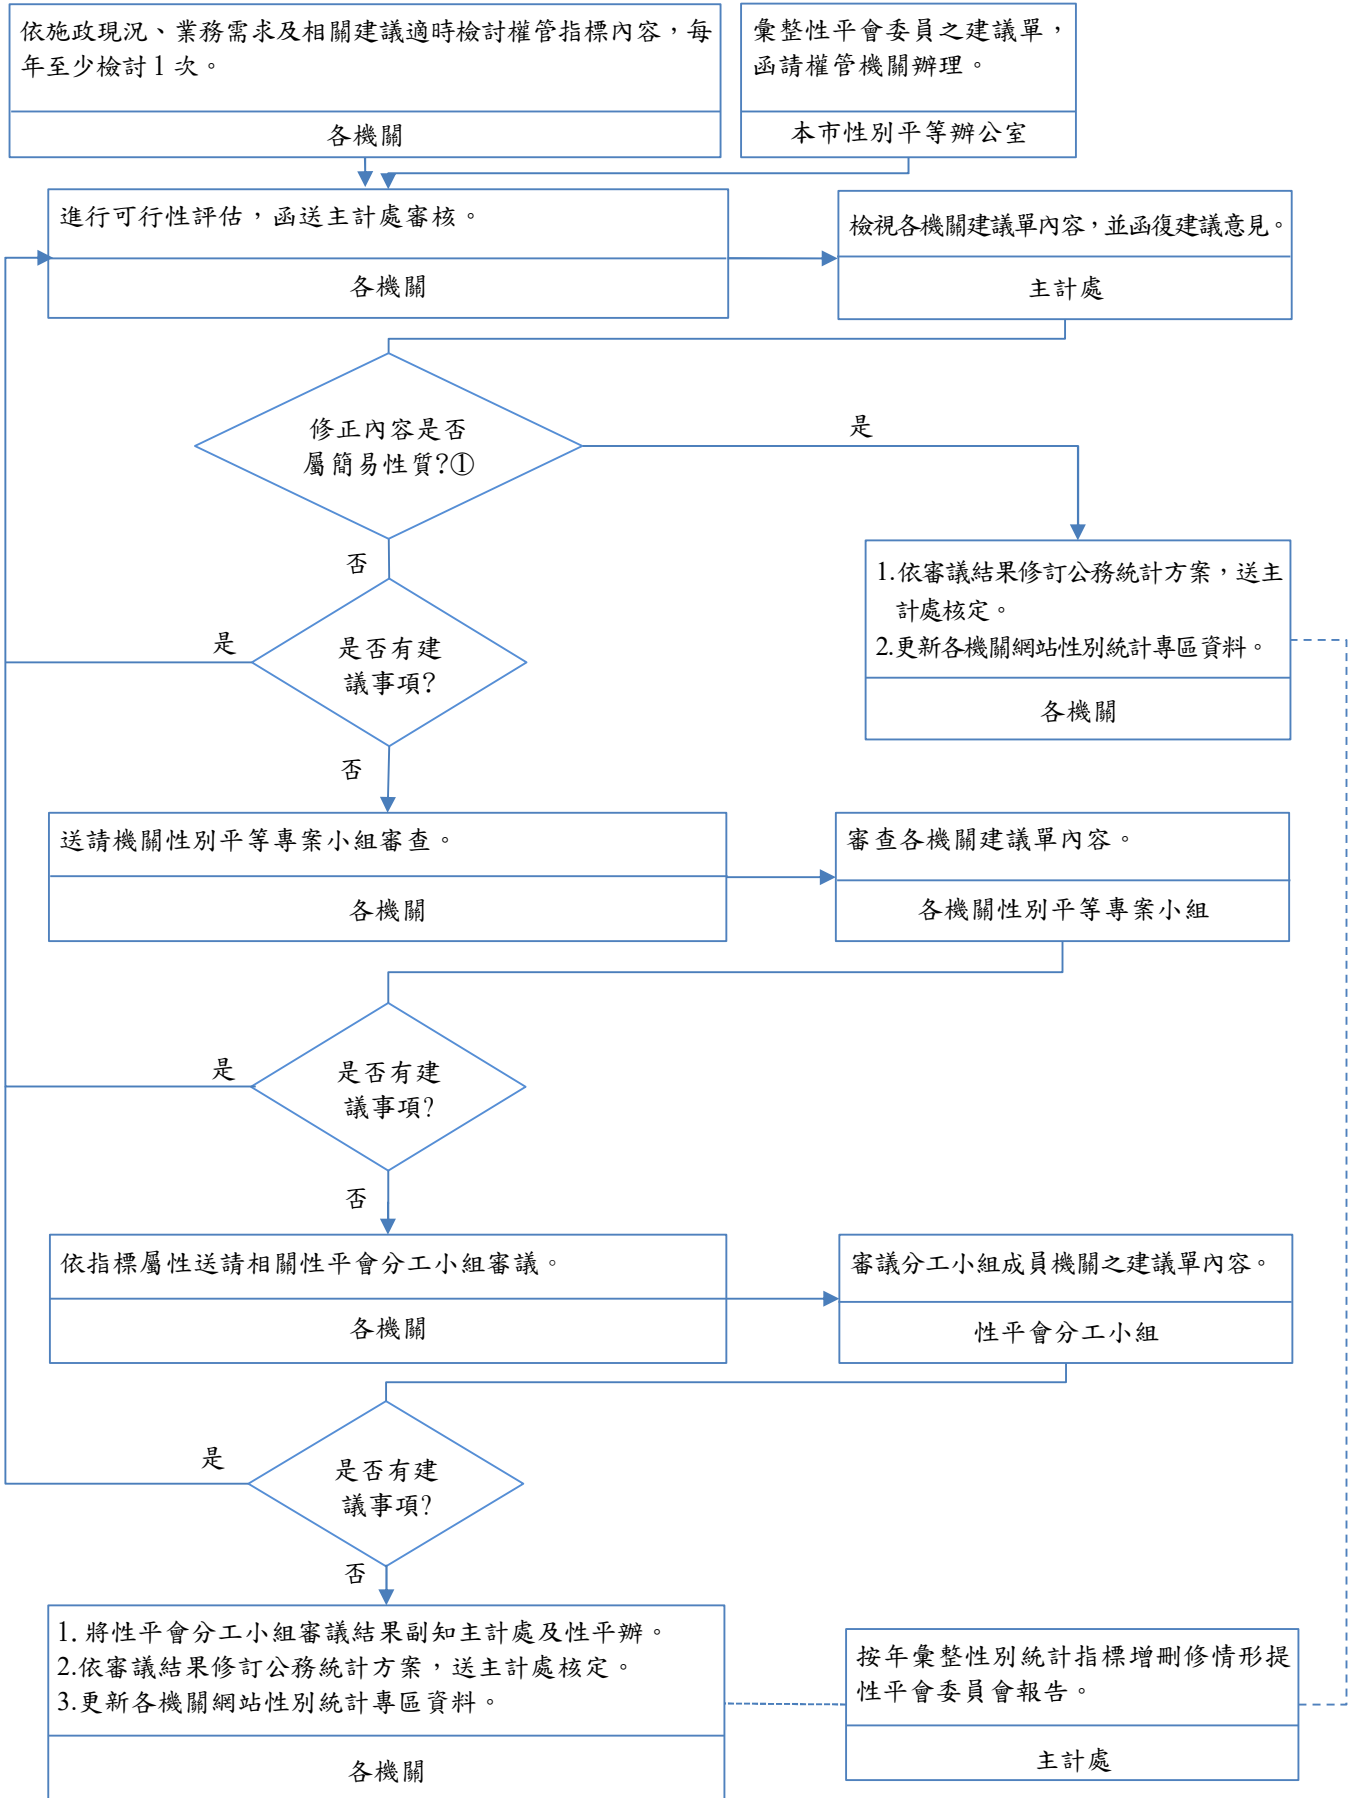 依施政現況、業務需求及相關建議適時檢討權管指標內容，每
年至少檢討1次。
各機關
彙整性平會委員之建議單，
函請權管機關辦理。
本市性別平等辦公室
進行可行性評估，函送主計處審核。
各機關
檢視各機關建議單內容，並函復建議意見。
主計處
修正內容是否
屬簡易性質?①
是
否
1.依審議結果修訂公務統計方案，送主
計處核定。
2.更新各機關網站性別統計專區資料。
各機關
是
是否有建
議事項?
否
送請機關性別平等專案小組審查。
各機關
審查各機關建議單內容。
各機關性別平等專案小組
是
是否有建
議事項?
否
依指標屬性送請相關性平會分工小組審議。
各機關
審議分工小組成員機關之建議單內容。
性平會分工小組
是
是否有建
議事項?
否
1. 將性平會分工小組審議結果副知主計處及性平辦。
2.依審議結果修訂公務統計方案，送主計處核定。
3.更新各機關網站性別統計專區資料。
各機關
按年彙整性別統計指標增刪修情形提
性平會委員會報告。
主計處